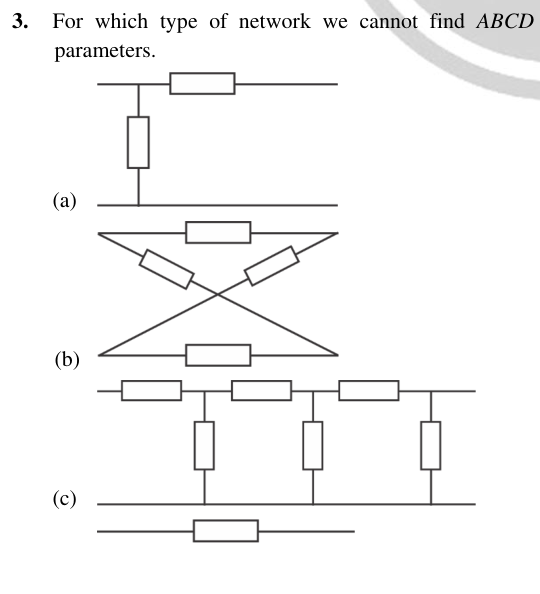 3. For which type of network we cannot find ABCD
parameters.
(a)
(b)
(c)